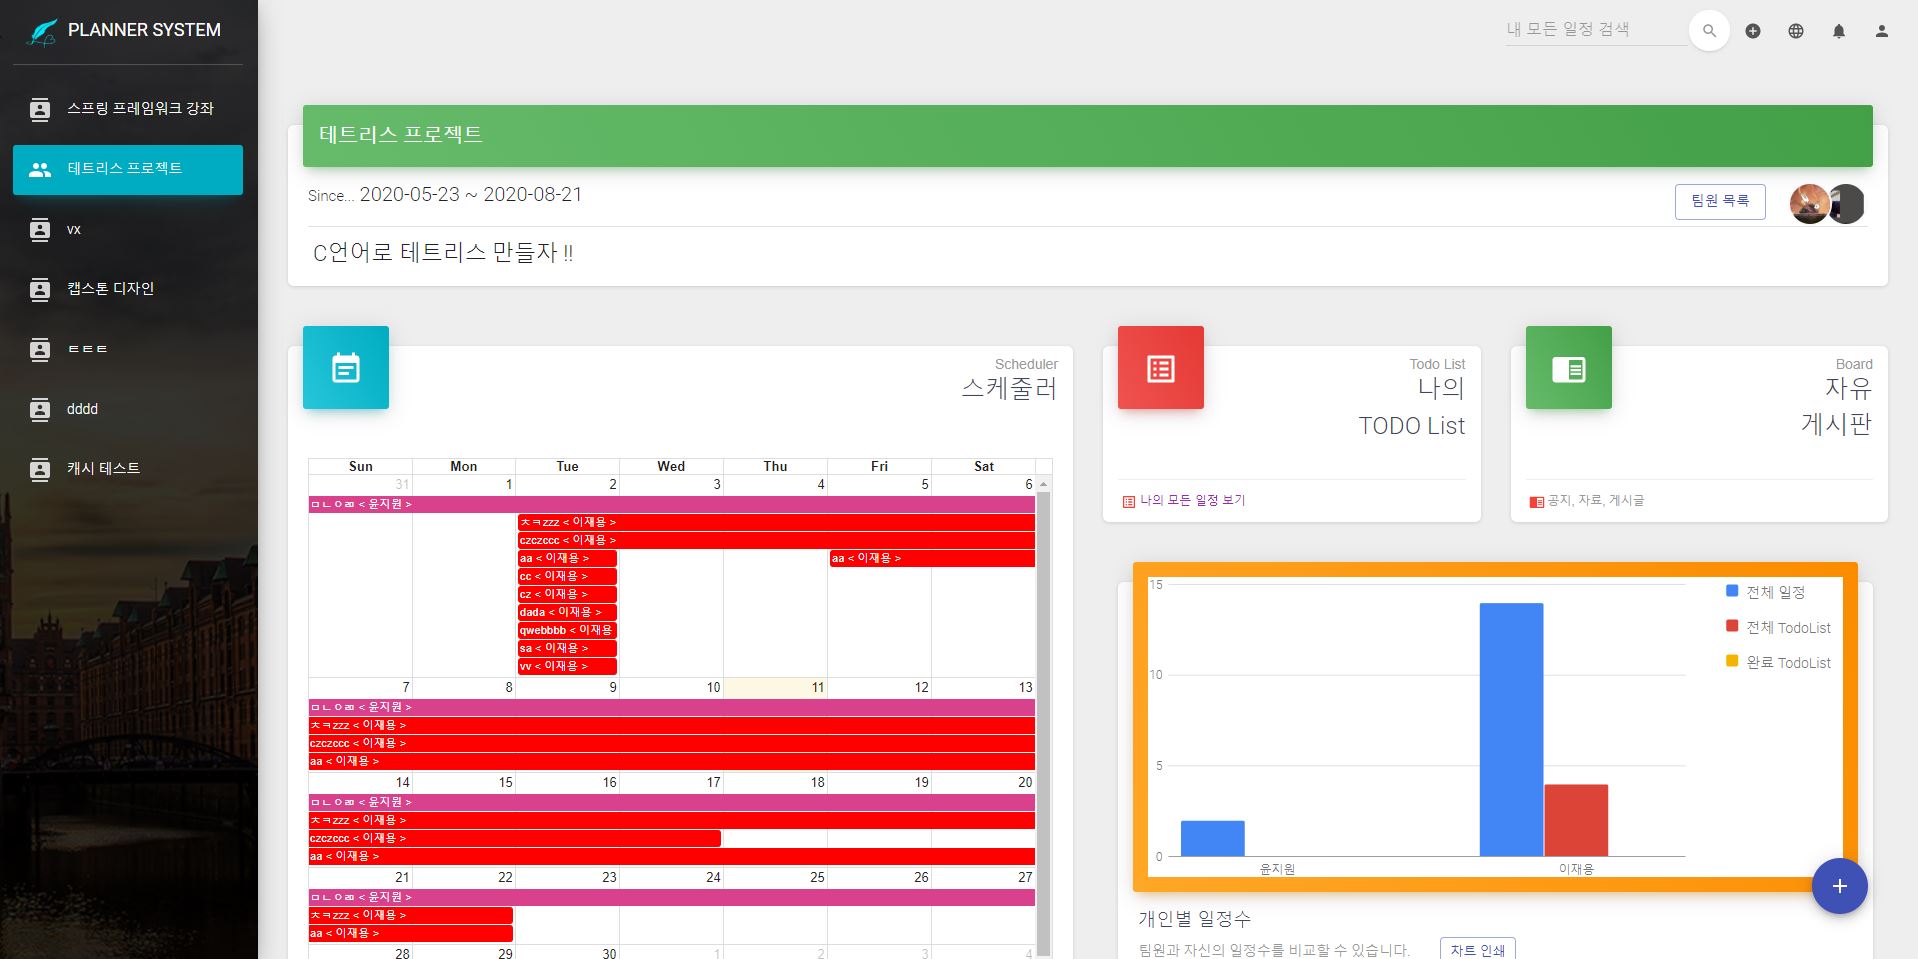 PLANNER SYSTEM
내 모든 일정 검색
스프링 프레임워크 강좌
테트리스 프로젝트
vx
캡스톤 디자인
ㅌㅌㅌ
dddd
캐시 테스트
테트리스 프로젝트
Since... 2020-05-23 ~ 2020-08-21
팀원 목록
C언어로 테트리스 만들자 !!
Scheduler
스케줄러
Sun Mon Tue Wed Thu Fri Sat
31 1 2 3 4 5 6
ㅁㄴㅇㄻ < 윤지원 >
ㅊㅋzzz < 이재용 >
czczccc < 이재용 >
aa < 이재용 > aa < 이재용 >
cc < 이재용 >
cz < 이재용 >
dada < 이재용 >
qwebbbb < 이재용
sa < 이재용 >
vv < 이재용 >
7 8 9 10 11 12 13
ㅁㄴㅇㄻ < 윤지원 >
ㅊㅋzzz < 이재용 >
czczccc < 이재용 >
aa < 이재용 >
14 15 16 17 18 19 20
ㅁㄴㅇㄻ < 윤지원 >
ㅊㅋzzz < 이재용 >
czczccc < 이재용 >
aa < 이재용 >
21 22 23 24 25 26 27
ㅁㄴㅇㄻ < 윤지원 >
ㅊㅋzzz < 이재용 >
aa < 이재용 >
28 29 30 1 2 3 4
Todo List
나의
TODO List
나의 모든 일정 보기
Board
자유
게시판
공지, 자료, 게시글
15
10
5
0
윤지원 이재용
전체 일정
전체 TodoList
완료 TodoList
개인별 일정수
팀원과 자신의 일정수를 비교할 수 있습니다. 차트 인쇄